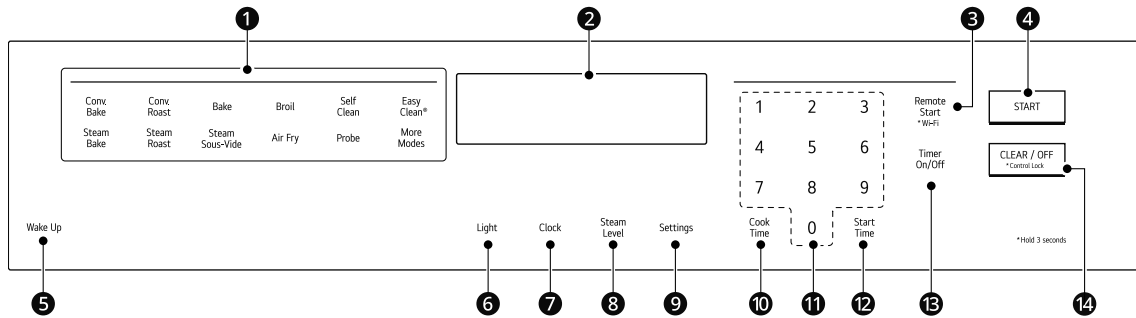 1
2
3
4
Conv. Bake
Conv. Roast
Bake
Broil
Self Clean
Easy Clean®
Steam Bake
Steam Roast
Steam Sous-Vide
Air Fry
Probe
More Modes
1 2 3
4 5 6
7 8 9
0
Remote Start
*Wi-Fi
Timer On/Off
START
CLEAR / OFF
*Control Lock
Wake Up
Light
Clock
Steam Level
Settings
Cook Time
Start Time
*Hold 3 seconds
5
6
7
8
9
10
11
12
13
14